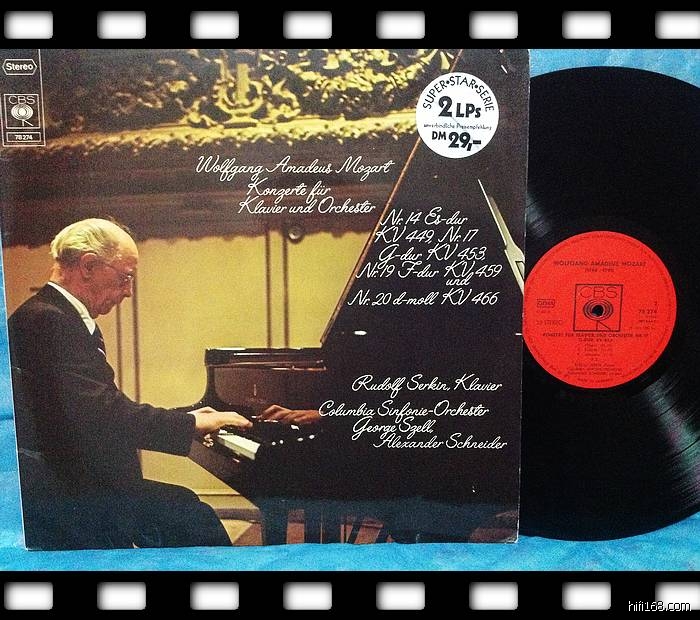 Stereo
CBS
78 274
SUPER•STAR•SERIE
2 LPs
unverbindliche Preisempfehlung
DM 29,-
Wolfgang Amadeus Mozart
Konzerte für
Klavier und Orchester
Nr. 14 Es-dur
KV 449, Nr. 17
G-dur, KV 453,
Nr. 19 F-dur KV 459
und
Nr. 20 d-moll KV 466
Rudolf Serkin, Klavier
Columbia Sinfonie-Orchester
George Szell,
Alexander Schneider
WOLFGANG AMADEUS MOZART
CBS
GEMA
78 274
hifi168.com